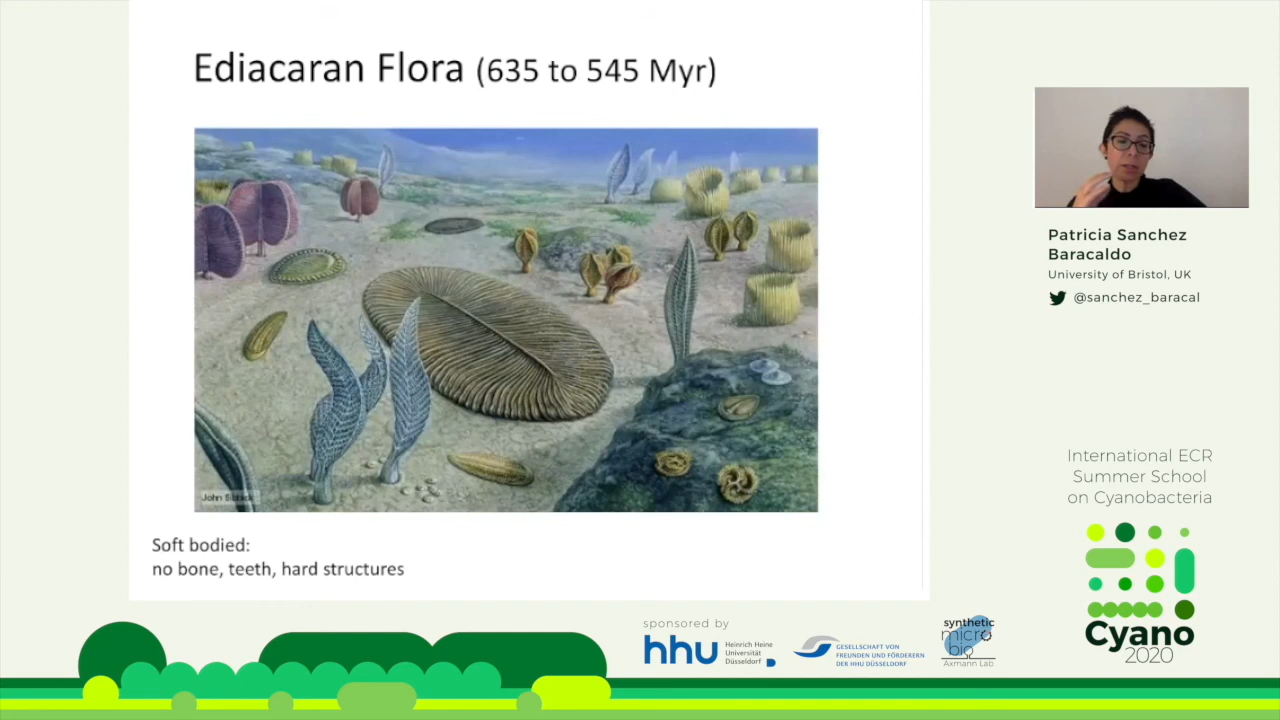 Ediacaran Flora (635 to 545 Myr)
John Sibbick
Soft bodied:
no bone, teeth, hard structures
Patricia Sanchez
Baracaldo
University of Bristol, UK
@sanchez_baracal
International ECR
Summer School
on Cyanobacteria
Cyano
2020
sponsored by
hhu Heinrich Heine
Universität
Düsseldorf
GESELLSCHAFT VON
FREUNDEN UND FÖRDERERN
DER HHU DÜSSELDORF
synthetic
micro
bio
Axmann Lab.